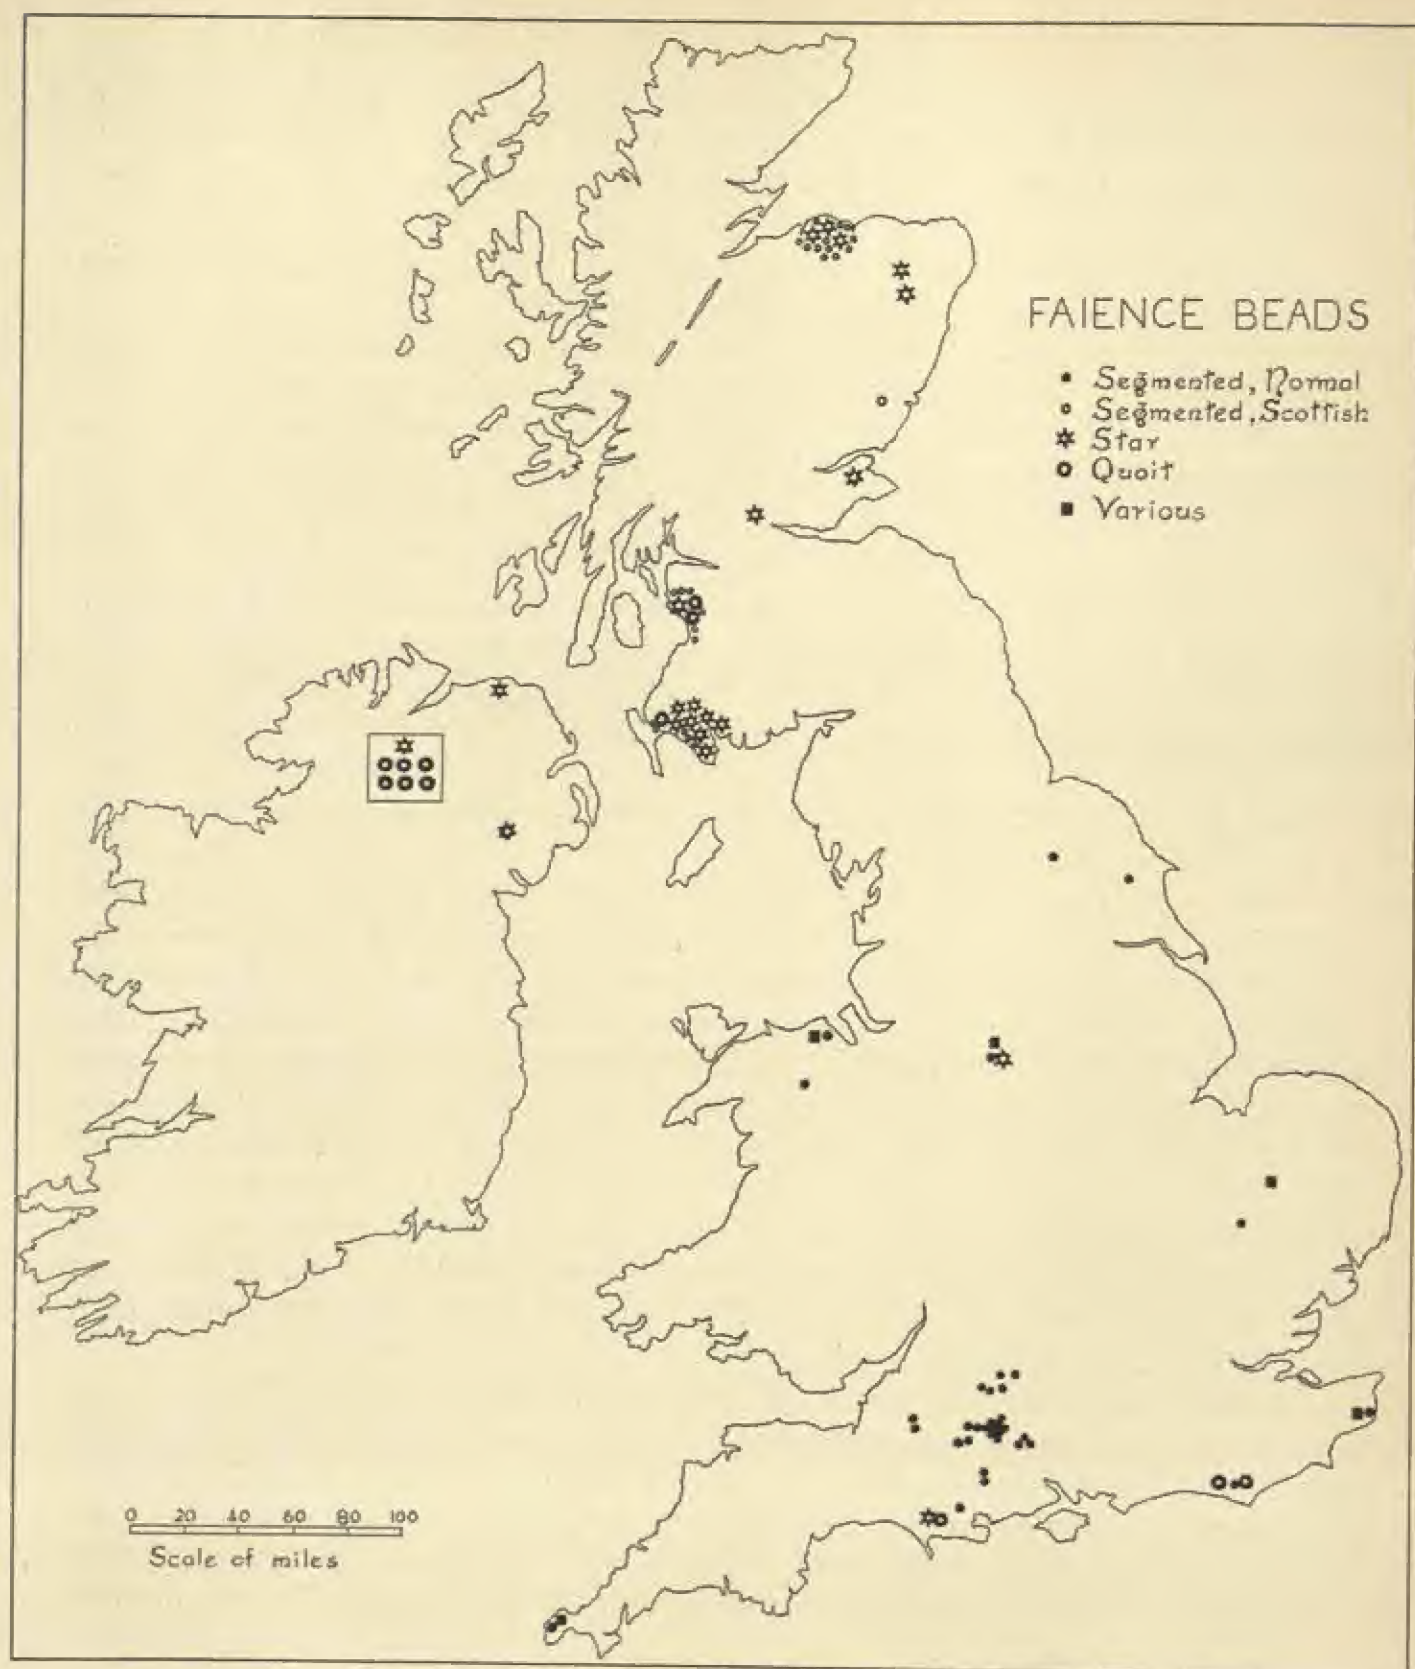 FAIENCE BEADS
Segmented, Normal
Segmented, Scottish
Star
Quoit
Various
0 20 40 60 80 100
Scale of miles